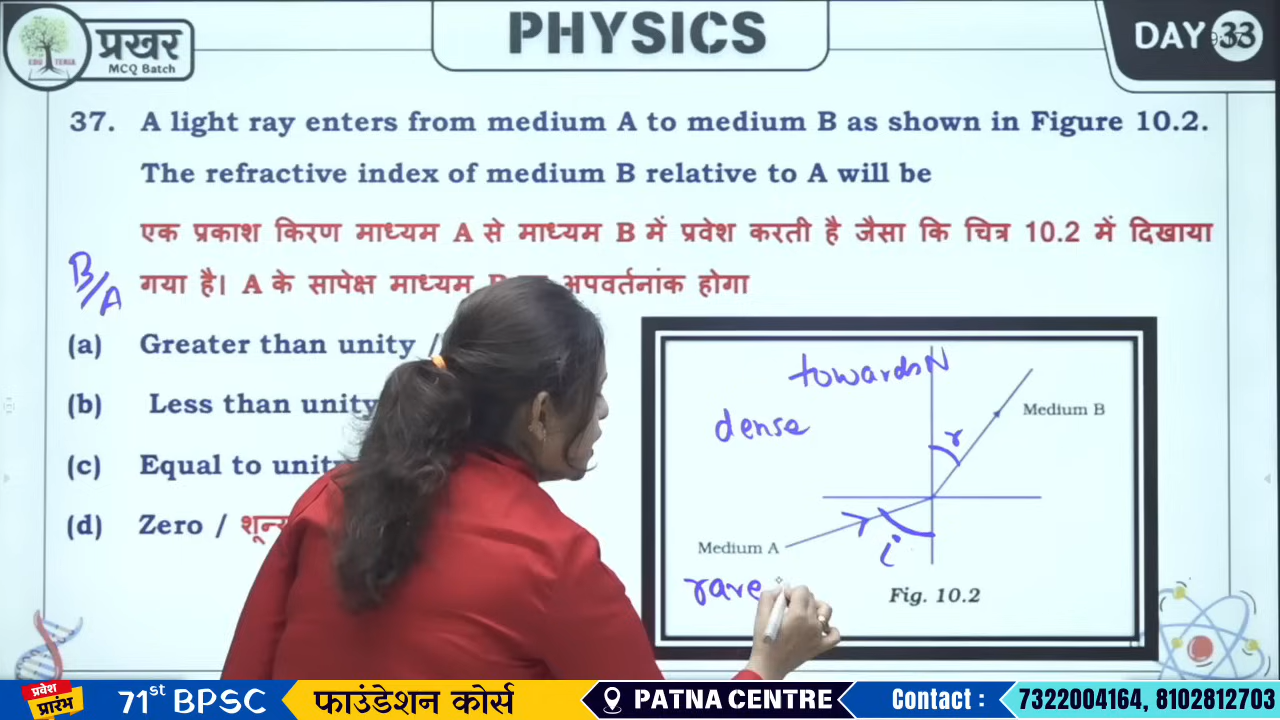 PHYSICS
प्रखर
MCQ Batch
EDU TERIA
DAY 33
37. A light ray enters from medium A to medium B as shown in Figure 10.2.
The refractive index of medium B relative to A will be
एक प्रकाश किरण माध्यम A से माध्यम B में प्रवेश करती है जैसा कि चित्र 10.2 में दिखाया
गया है। A के सापेक्ष माध्यम अपवर्तनांक होगा
B/A
(a) Greater than unity /
(b) Less than unity
(c) Equal to unity
(d) Zero /
towards N
dense
Medium B
r
Medium A
i
rare
Fig. 10.2
प्रवेश
प्रारंभ
71st BPSC
फाउंडेशन कोर्स
PATNA CENTRE
Contact :
7322004164, 8102812703